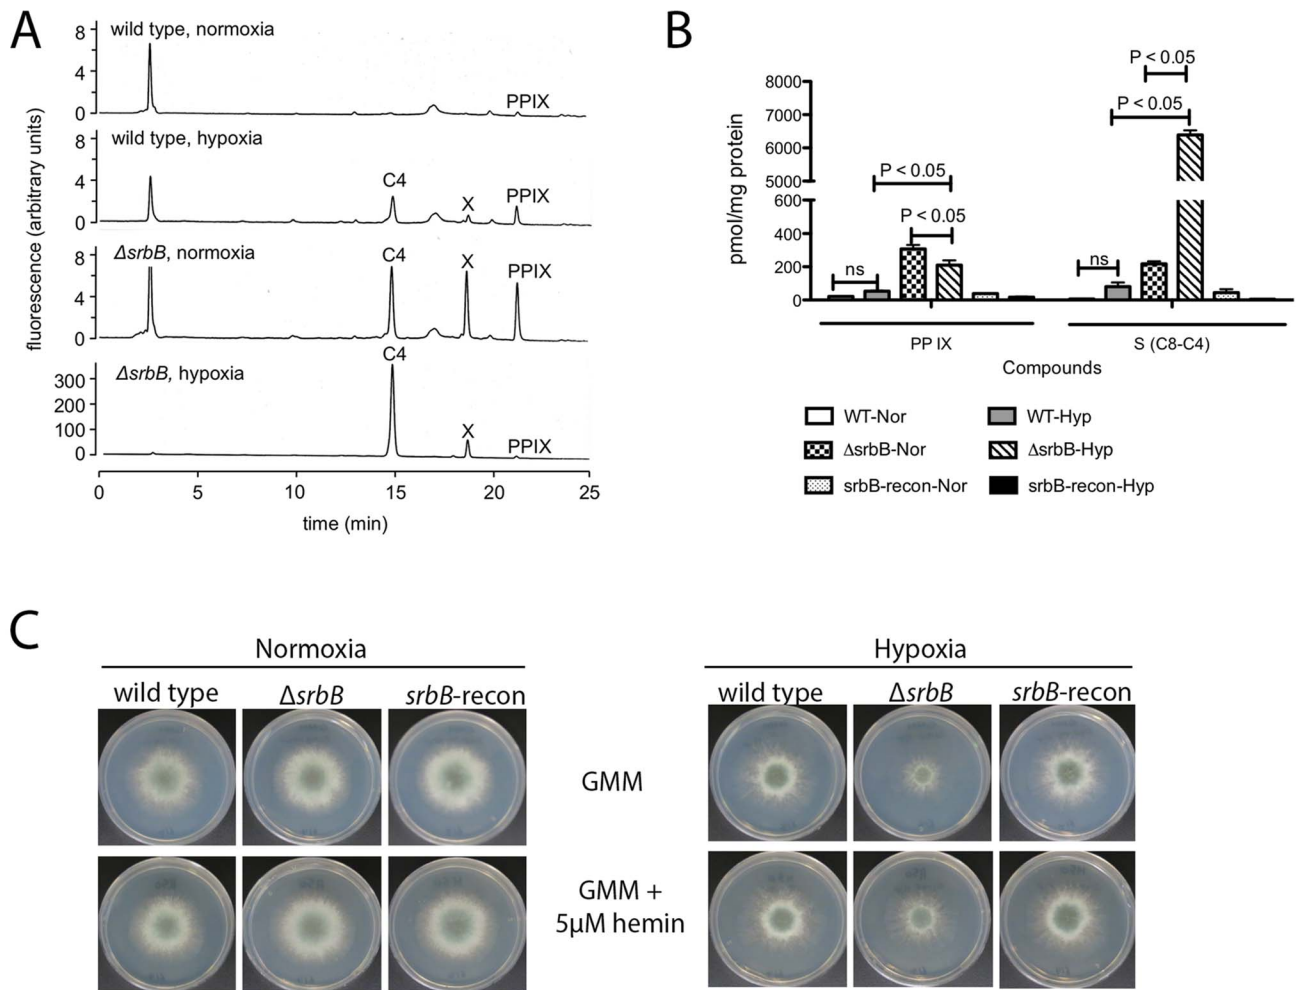 A
wild type, normoxia
8
4
0
PPIX
wild type, hypoxia
8
4
0
C4
X
PPIX
ΔsrbB, normoxia
8
4
0
C4
X
PPIX
ΔsrbB, hypoxia
300
200
100
0
C4
X
PPIX
fluorescence (arbitrary units)
0 5 10 15 20 25
time (min)
B
P < 0.05
P < 0.05
P < 0.05
P < 0.05
ns
ns
8000
7000
6000
5000
600
400
200
0
pmol/mg protein
PP IX S (C8-C4)
Compounds
WT-Nor WT-Hyp
ΔsrbB-Nor ΔsrbB-Hyp
srbB-recon-Nor srbB-recon-Hyp
C
Normoxia
wild type ΔsrbB srbB-recon
Hypoxia
wild type ΔsrbB srbB-recon
GMM
GMM +
5µM hemin